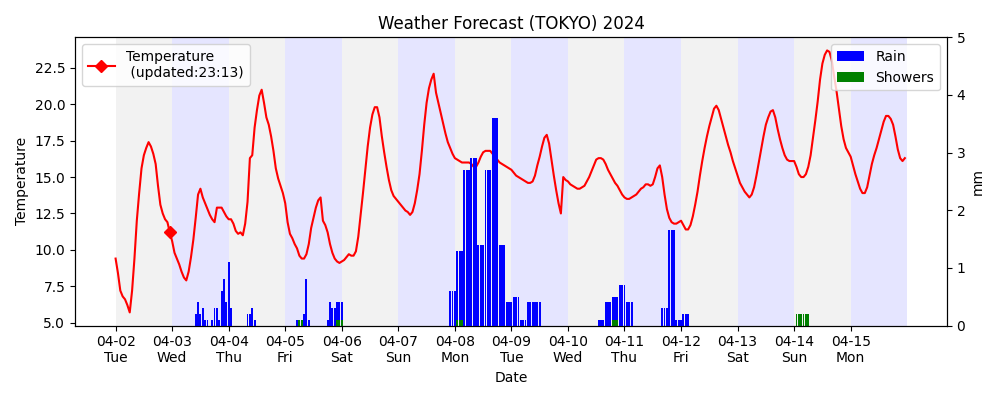 Weather Forecast (TOKYO) 2024
Temperature
(updated:23:13)
Rain
Showers
Temperature
22.5
20.0
17.5
15.0
12.5
10.0
7.5
5.0
5
4
3
2
1
0
mm
04-02 04-03 04-04 04-05 04-06 04-07 04-08 04-09 04-10 04-11 04-12 04-13 04-14 04-15
Tue Wed Thu Fri Sat Sun Mon Tue Wed Thu Fri Sat Sun Mon
Date